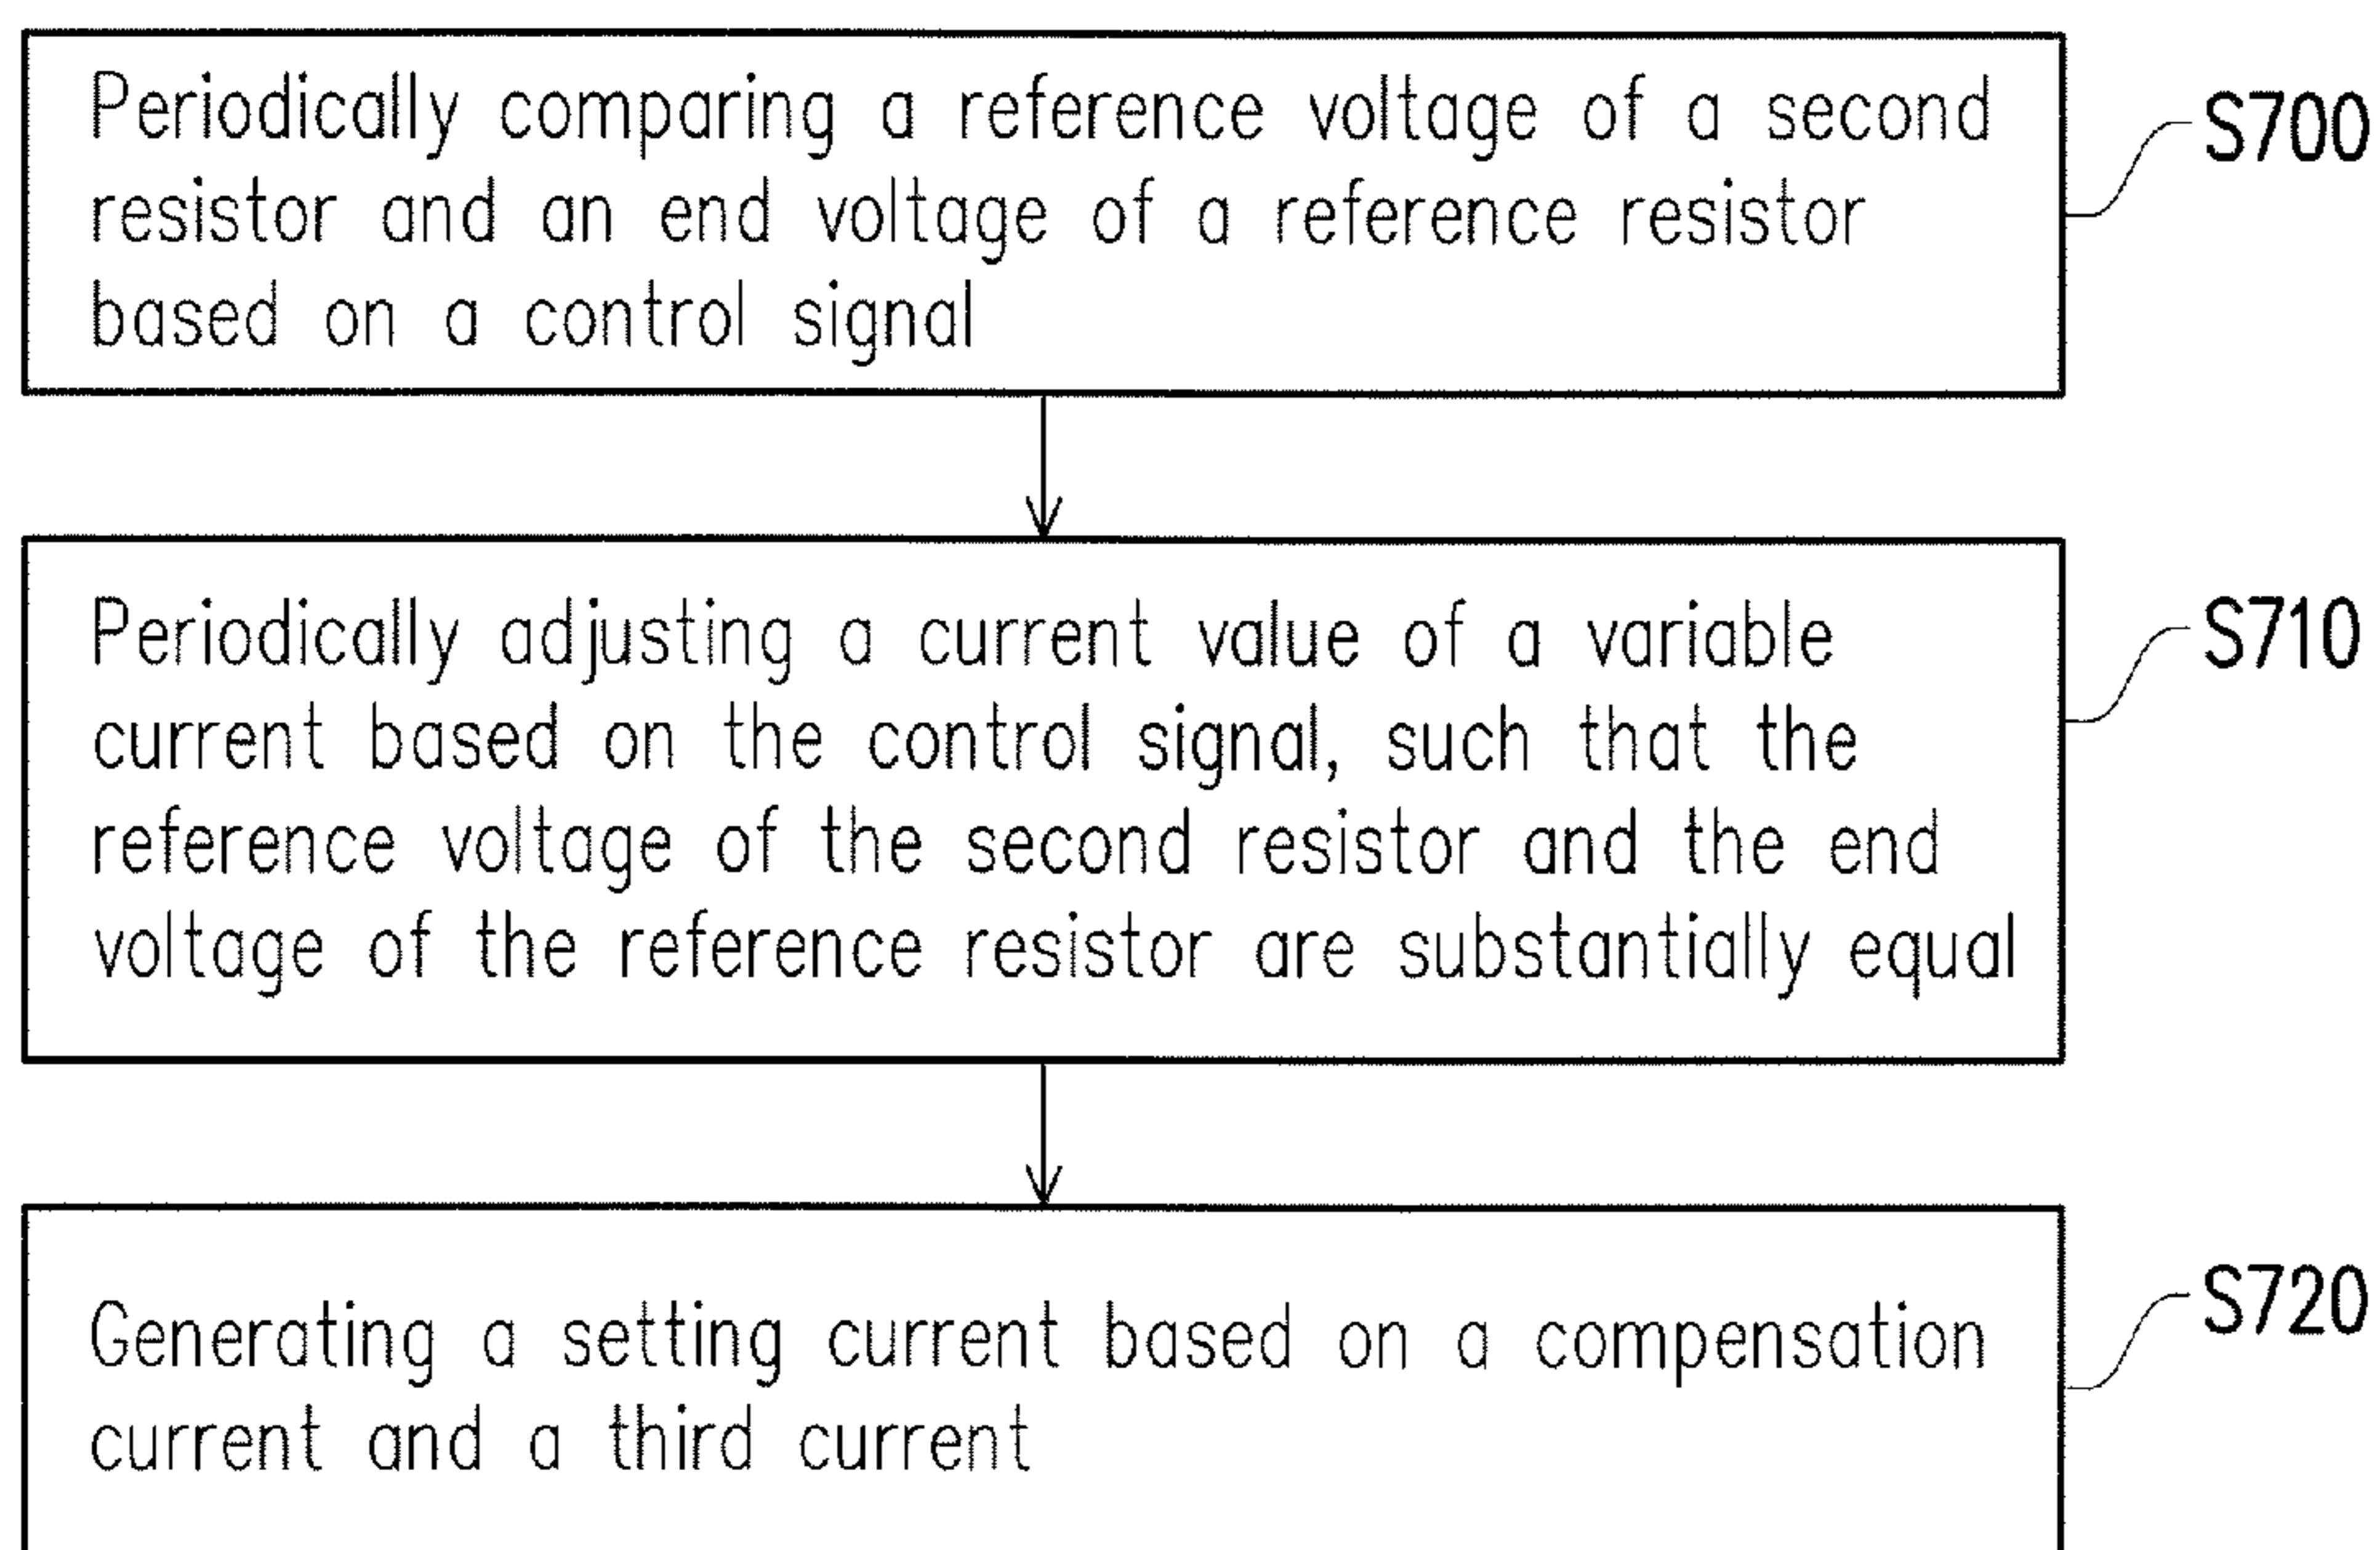 Periodically comparing a reference voltage of a second
resistor and an end voltage of a reference resistor
based on a control signal
S700
Periodically adjusting a current value of a variable
current based on the control signal, such that the
reference voltage of the second resistor and the end
voltage of the reference resistor are substantially equal
S710
Generating a setting current based on a compensation
current and a third current
S720